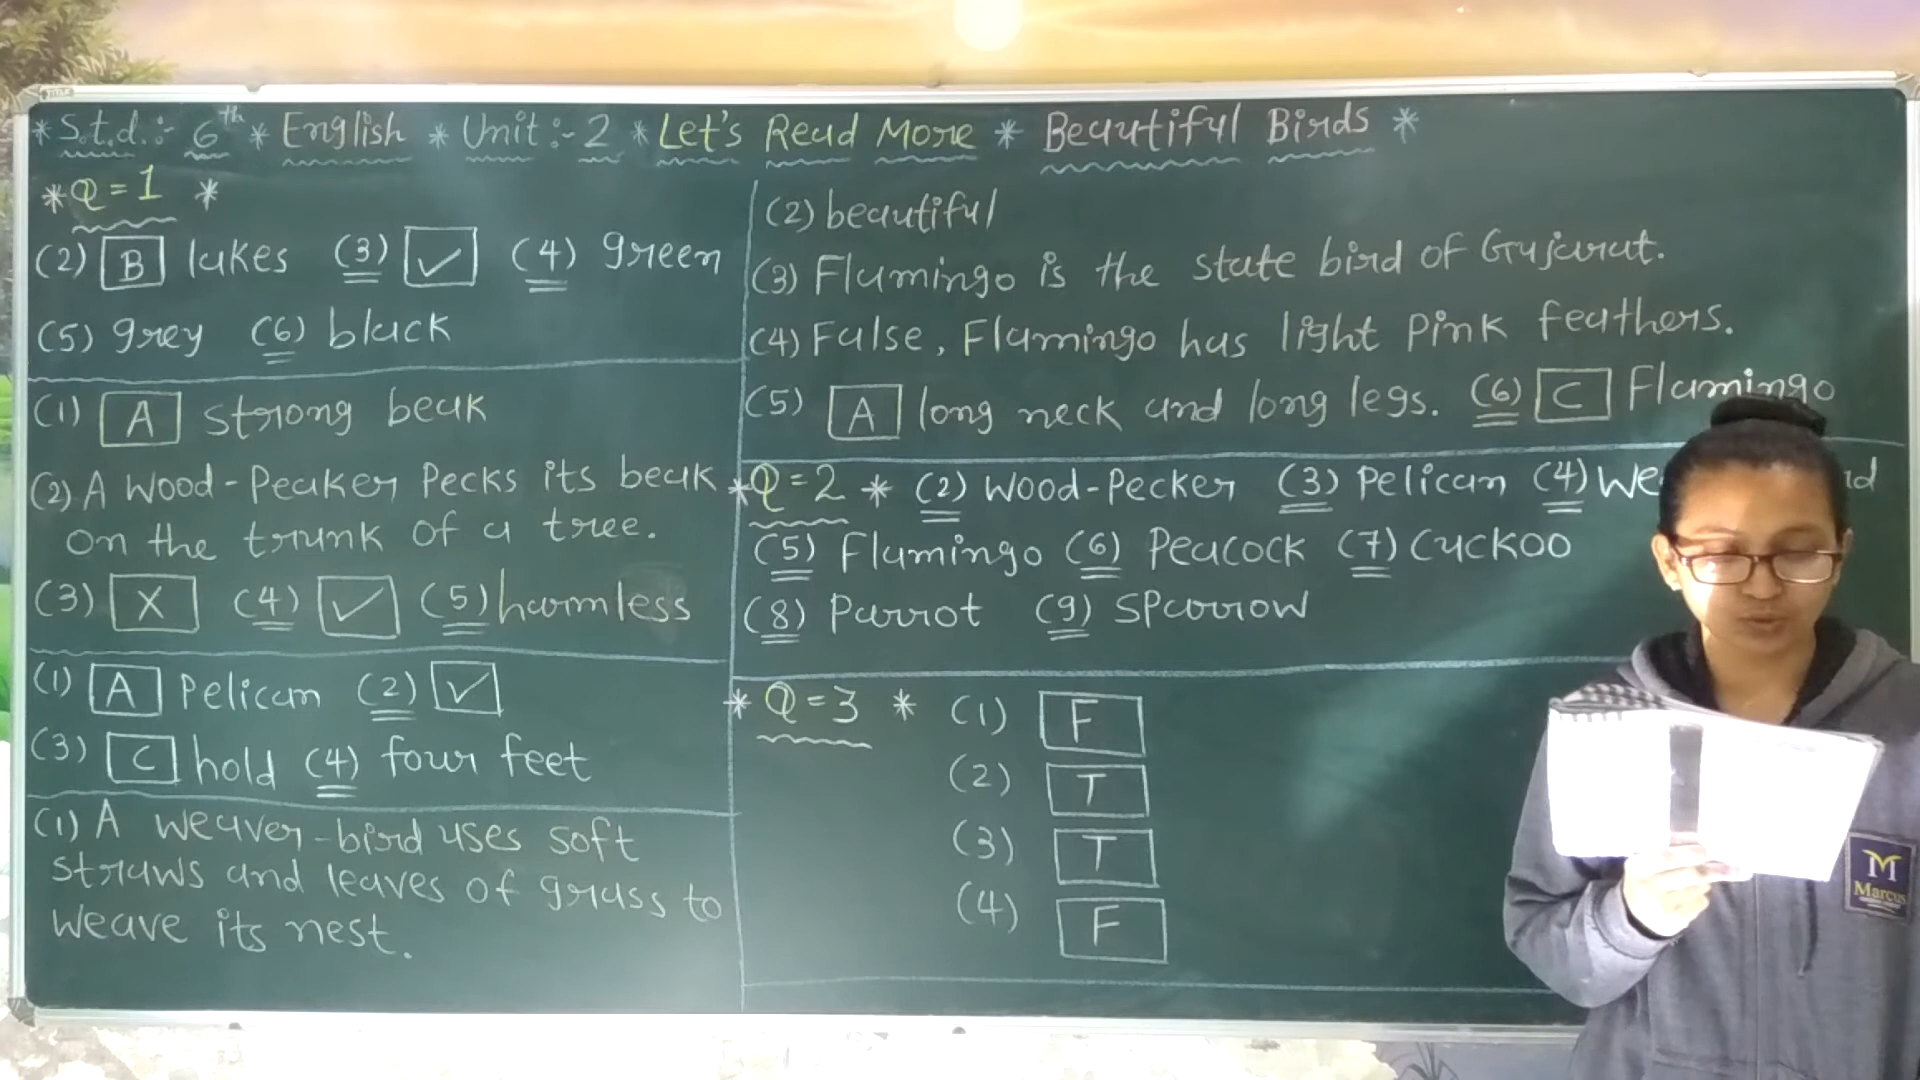 * S.t.d.:- 6th * English * Unit:- 2 * Let's Read More * Beautiful Birds *
* Q = 1 *
(2) B lakes (3) ✓ (4) green
(5) grey (6) black
(1) A strong beak
(2) A Wood-Peaker Pecks its beak
on the trunk of a tree.
(3) X (4) ✓ (5) harmless
(1) A Pelican (2) ✓
(3) C hold (4) four feet
(1) A weaver-bird uses soft
straws and leaves of grass to
weave its nest.
(2) beautiful
(3) Flamingo is the state bird of Gujarat.
(4) False, Flamingo has light Pink feathers.
(5) A long neck and long legs. (6) C Flamingo
* Q = 2 * (2) Wood-Pecker (3) Pelican (4)
(5) Flamingo (6) Peacock (7) Cuckoo
(8) Parrot (9) Sparrow
* Q = 3 * (1) F
(2) T
(3) T
(4) F
M
Marcus